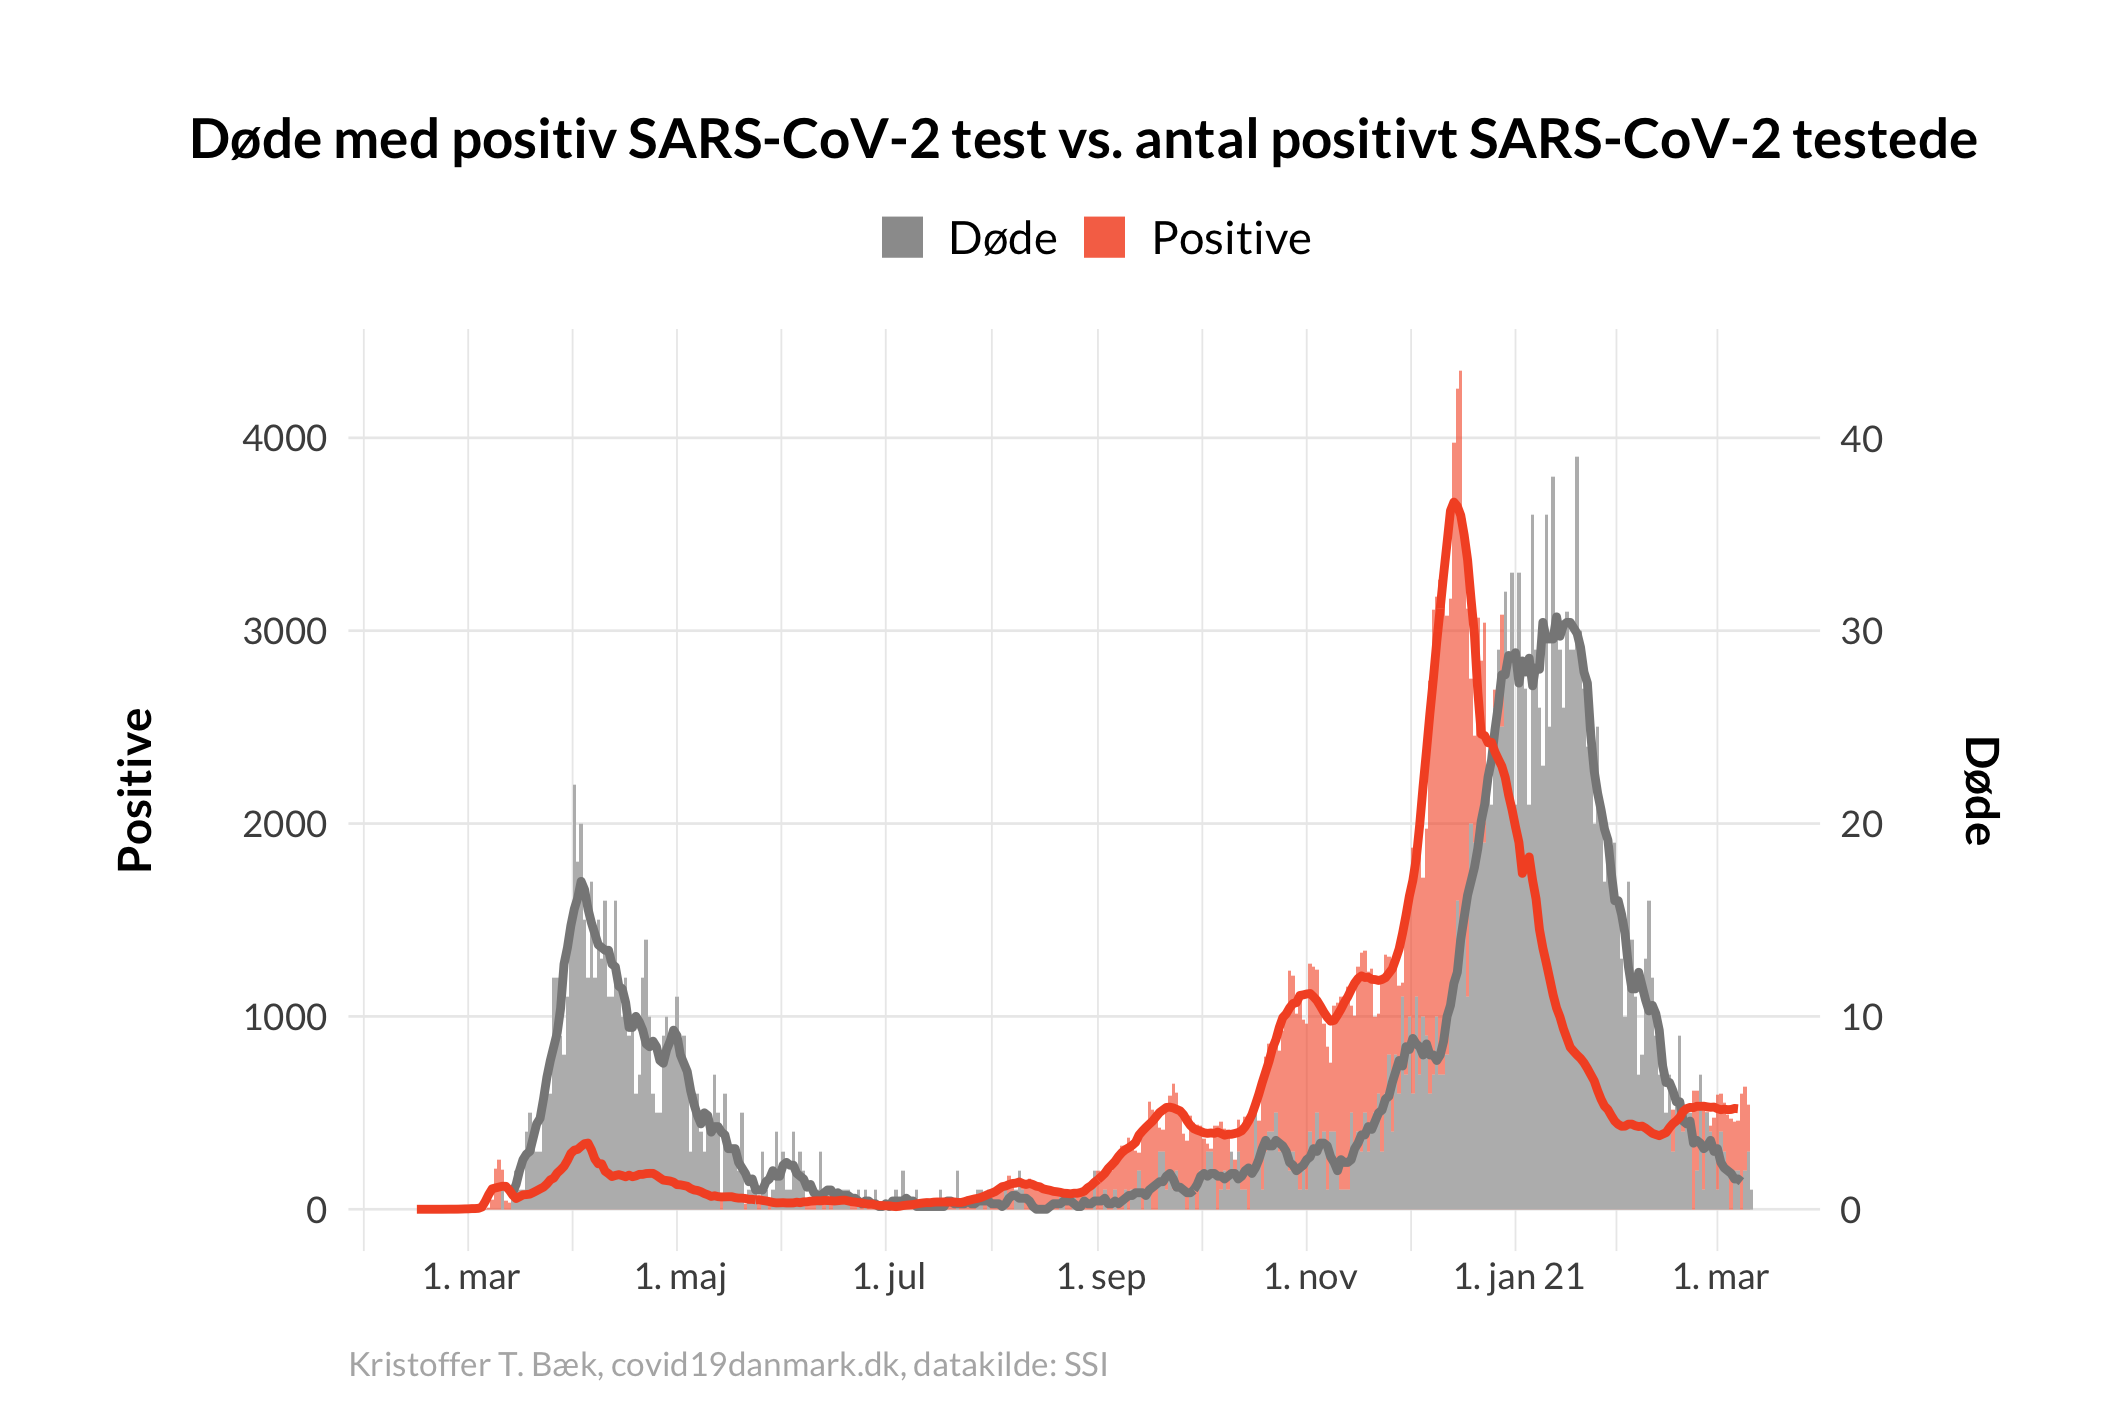 Døde med positiv SARS-CoV-2 test vs. antal positivt SARS-CoV-2 testede
Døde
Positive
4000
3000
2000
1000
0
Positive
40
30
20
10
0
Døde
1. mar
1. maj
1. jul
1. sep
1. nov
1. jan 21
1. mar
Kristoffer T. Bæk, covid19danmark.dk, datakilde: SSI